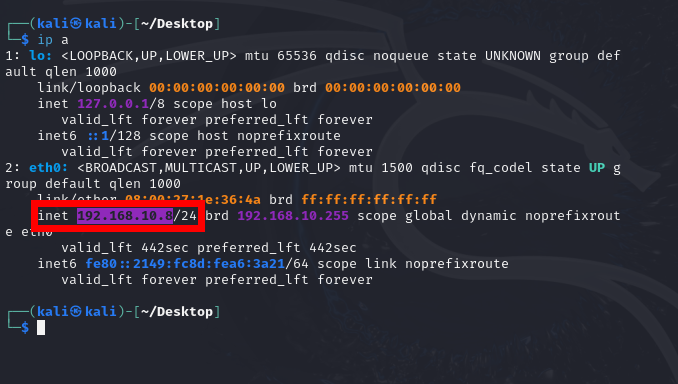 ┌──(kali㉿kali)-[~/Desktop]
└─$ ip a
1: lo: <LOOPBACK,UP,LOWER_UP> mtu 65536 qdisc noqueue state UNKNOWN group def
ault qlen 1000
    link/loopback 00:00:00:00:00:00 brd 00:00:00:00:00:00
    inet 127.0.0.1/8 scope host lo
       valid_lft forever preferred_lft forever
    inet6 ::1/128 scope host noprefixroute
       valid_lft forever preferred_lft forever
2: eth0: <BROADCAST,MULTICAST,UP,LOWER_UP> mtu 1500 qdisc fq_codel state UP g
roup default qlen 1000
    link/ether 08:00:27:1e:36:4a brd ff:ff:ff:ff:ff:ff
    inet 192.168.10.8/24 brd 192.168.10.255 scope global dynamic noprefixrout
e eth0
       valid_lft 442sec preferred_lft 442sec
    inet6 fe80::2149:fc8d:fea6:3a21/64 scope link noprefixroute
       valid_lft forever preferred_lft forever
┌──(kali㉿kali)-[~/Desktop]
└─$